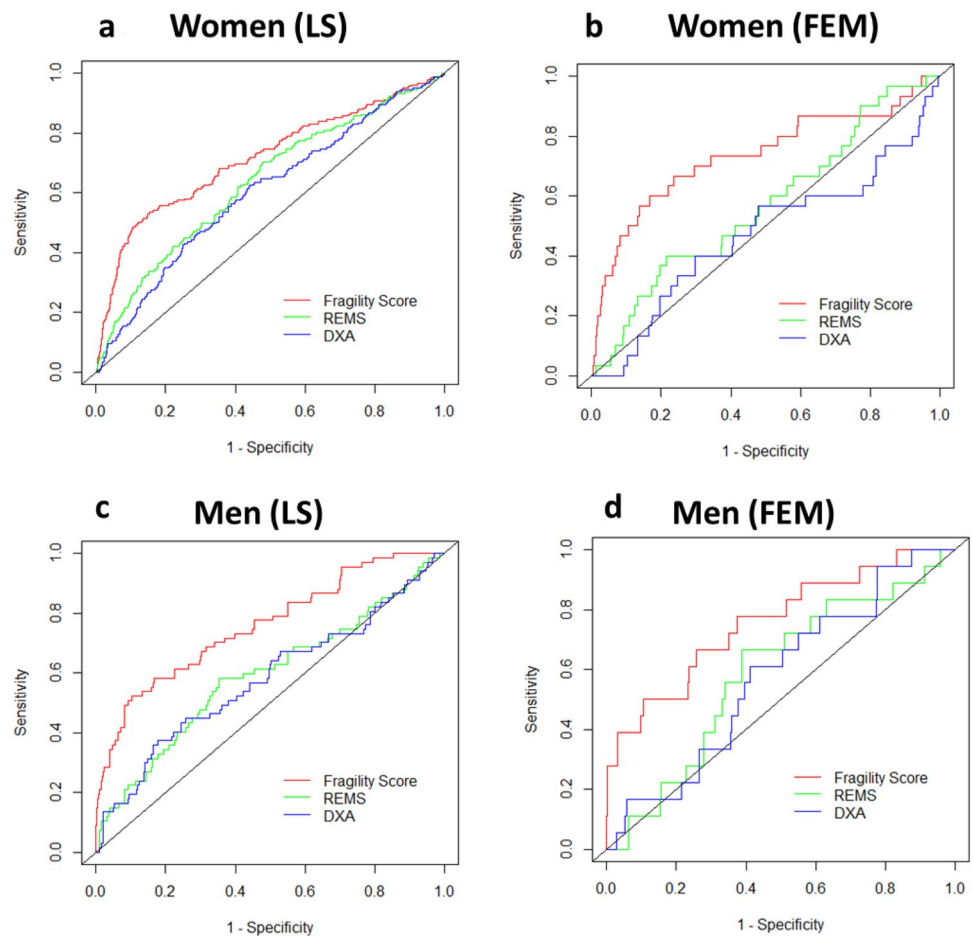 a Women (LS)
1.0
0.8
0.6
0.4
0.2
0.0
Sensitivity
Fragility Score
REMS
DXA
0.0 0.2 0.4 0.6 0.8 1.0
1 - Specificity
b Women (FEM)
1.0
0.8
0.6
0.4
0.2
0.0
Sensitivity
Fragility Score
REMS
DXA
0.0 0.2 0.4 0.6 0.8 1.0
1 - Specificity
c Men (LS)
1.0
0.8
0.6
0.4
0.2
0.0
Sensitivity
Fragility Score
REMS
DXA
0.0 0.2 0.4 0.6 0.8 1.0
1 - Specificity
d Men (FEM)
1.0
0.8
0.6
0.4
0.2
0.0
Sensitivity
Fragility Score
REMS
DXA
0.0 0.2 0.4 0.6 0.8 1.0
1 - Specificity